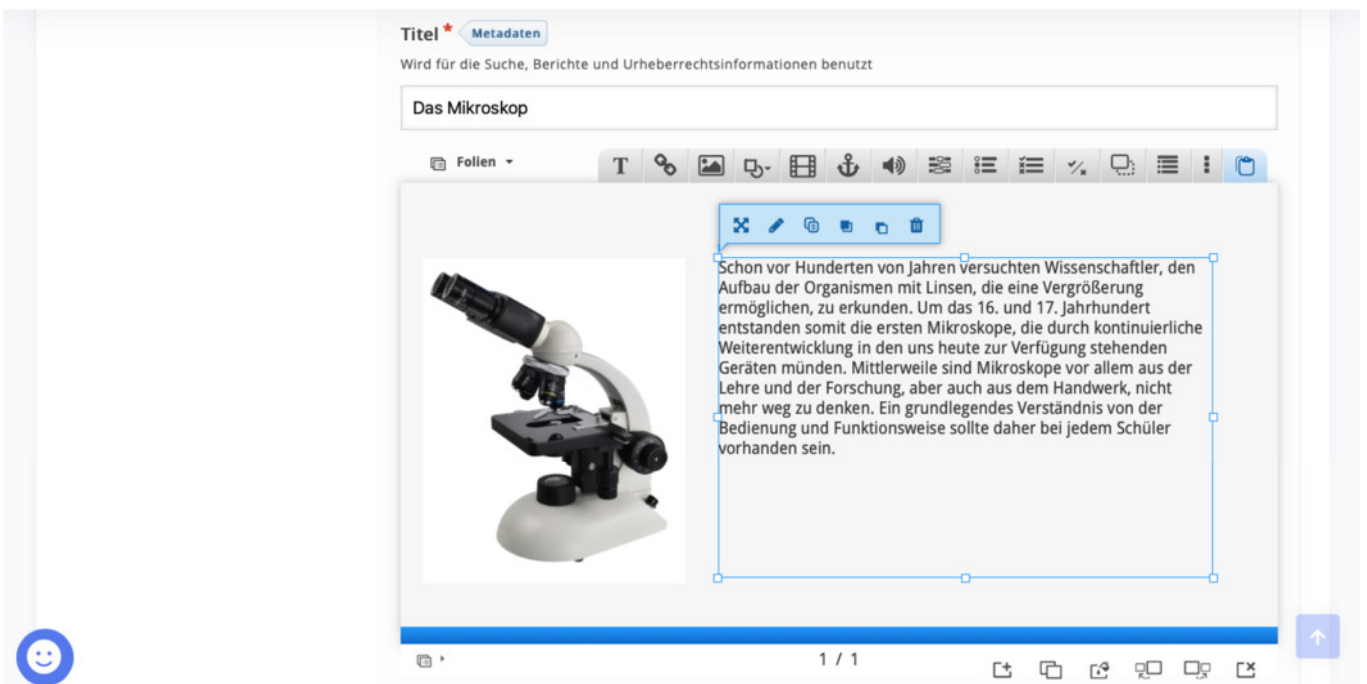 Titel * Metadaten
Wird für die Suche, Berichte und Urheberrechtsinformationen benutzt
Das Mikroskop
Folien
T
Schon vor Hunderten von Jahren versuchten Wissenschaftler, den
Aufbau der Organismen mit Linsen, die eine Vergrößerung
ermöglichen, zu erkunden. Um das 16. und 17. Jahrhundert
entstanden somit die ersten Mikroskope, die durch kontinuierliche
Weiterentwicklung in den uns heute zur Verfügung stehenden
Geräten münden. Mittlerweile sind Mikroskope vor allem aus der
Lehre und der Forschung, aber auch aus dem Handwerk, nicht
mehr weg zu denken. Ein grundlegendes Verständnis von der
Bedienung und Funktionsweise sollte daher bei jedem Schüler
vorhanden sein.
1 / 1